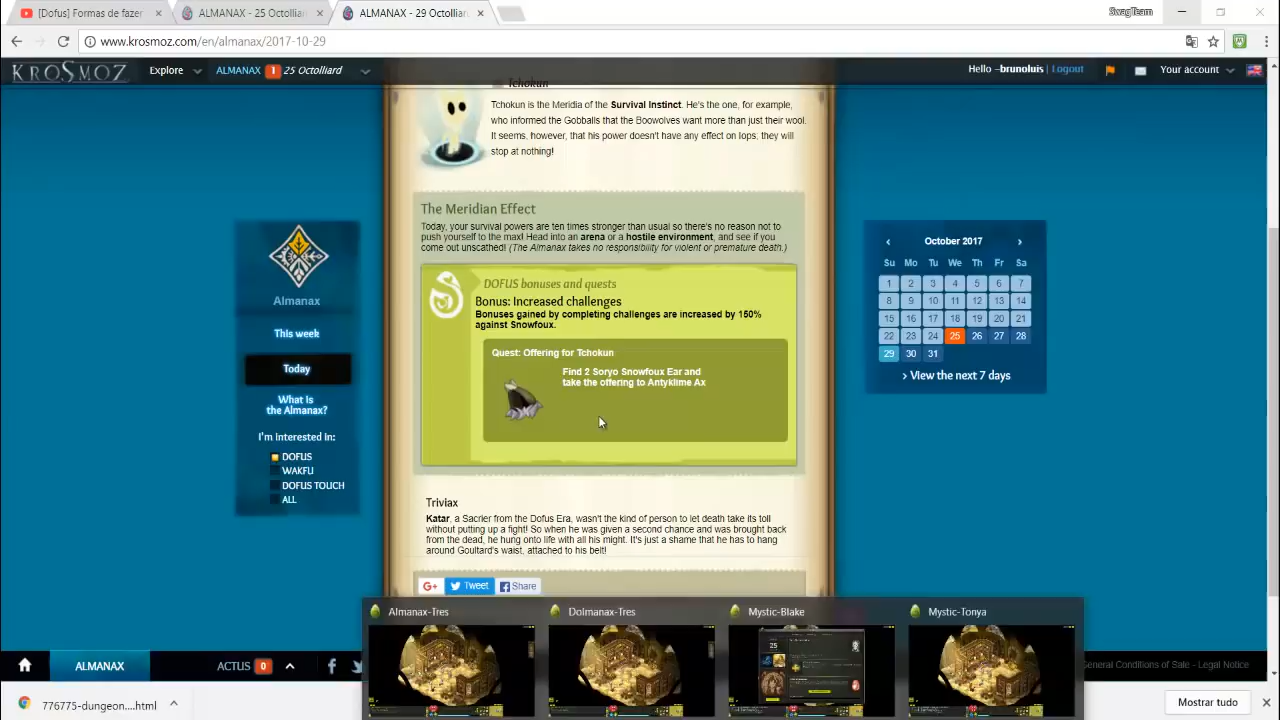 [Dofus] Formas de fazer
ALMANAX - 25 Octolliard
ALMANAX - 29 Octolliard
SwagTeam
www.krosmoz.com/en/almanax/2017-10-29
KROSMOZ
Explore
ALMANAX 1 25 Octolliard
Hello -brunoluis | Logout
Your account
Tchokun
Tchokun is the Meridia of the Survival Instinct. He's the one, for example,
who informed the Gobballs that the Boowolves want more than just their wool.
It seems, however, that his power doesn't have any effect on Iops; they will
stop at nothing!
The Meridian Effect
Today, your survival powers are ten times stronger than usual so there's no reason not to
push yourself to the max! Head into an arena or a hostile environment, and see if you
come out unscathed! (The Almanax takes no responsibility for violent or premature death.)
DOFUS bonuses and quests
Bonus: Increased challenges
Bonuses gained by completing challenges are increased by 150%
against Snowfoux.
Quest: Offering for Tchokun
Find 2 Soryo Snowfoux Ear and
take the offering to Antyklime Ax
Triviax
Katar, a Sacrier from the Dofus Era, wasn't the kind of person to let death take its toll
without putting up a fight! So when he was given a second chance and was brought back
from the dead, he hung onto life with all his might. It's just a shame that he has to hang
around Goultard's waist, attached to his belt!
G+ Tweet Share
Almanax
This week
Today
What Is
the Almanax?
I'm interested in:
DOFUS
WAKFU
DOFUS TOUCH
ALL
October 2017
Su Mo Tu We Th Fr Sa
1 2 3 4 5 6 7
8 9 10 11 12 13 14
15 16 17 18 19 20 21
22 23 24 25 26 27 28
29 30 31
> View the next 7 days
Almanax-Tres
Dolmanax-Tres
Mystic-Blake
Mystic-Tonya
25
ALMANAX
ACTUS 0
General Conditions of Sale - Legal Notice
Mostrar tudo